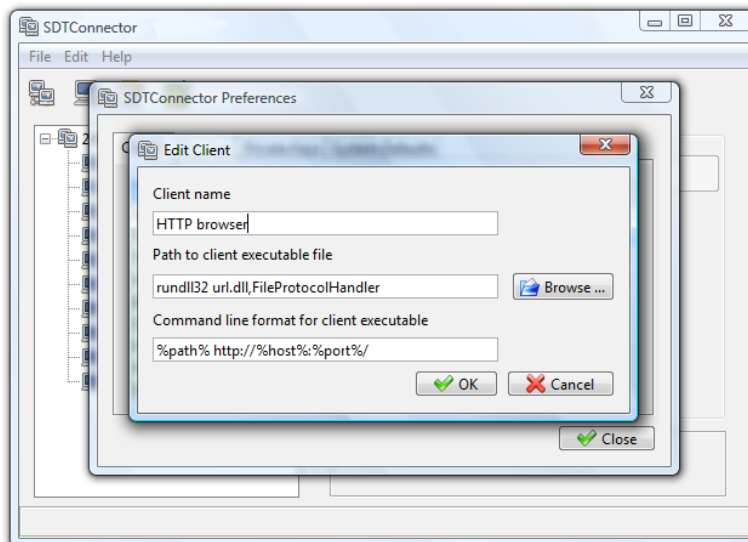 SDTConnector
File Edit Help
SDTConnector Preferences
Edit Client
Client name
HTTP browser
Path to client executable file
rundll32 url.dll,FileProtocolHandler
Browse ...
Command line format for client executable
%path% http://%host%:%port%/
OK
Cancel
Close